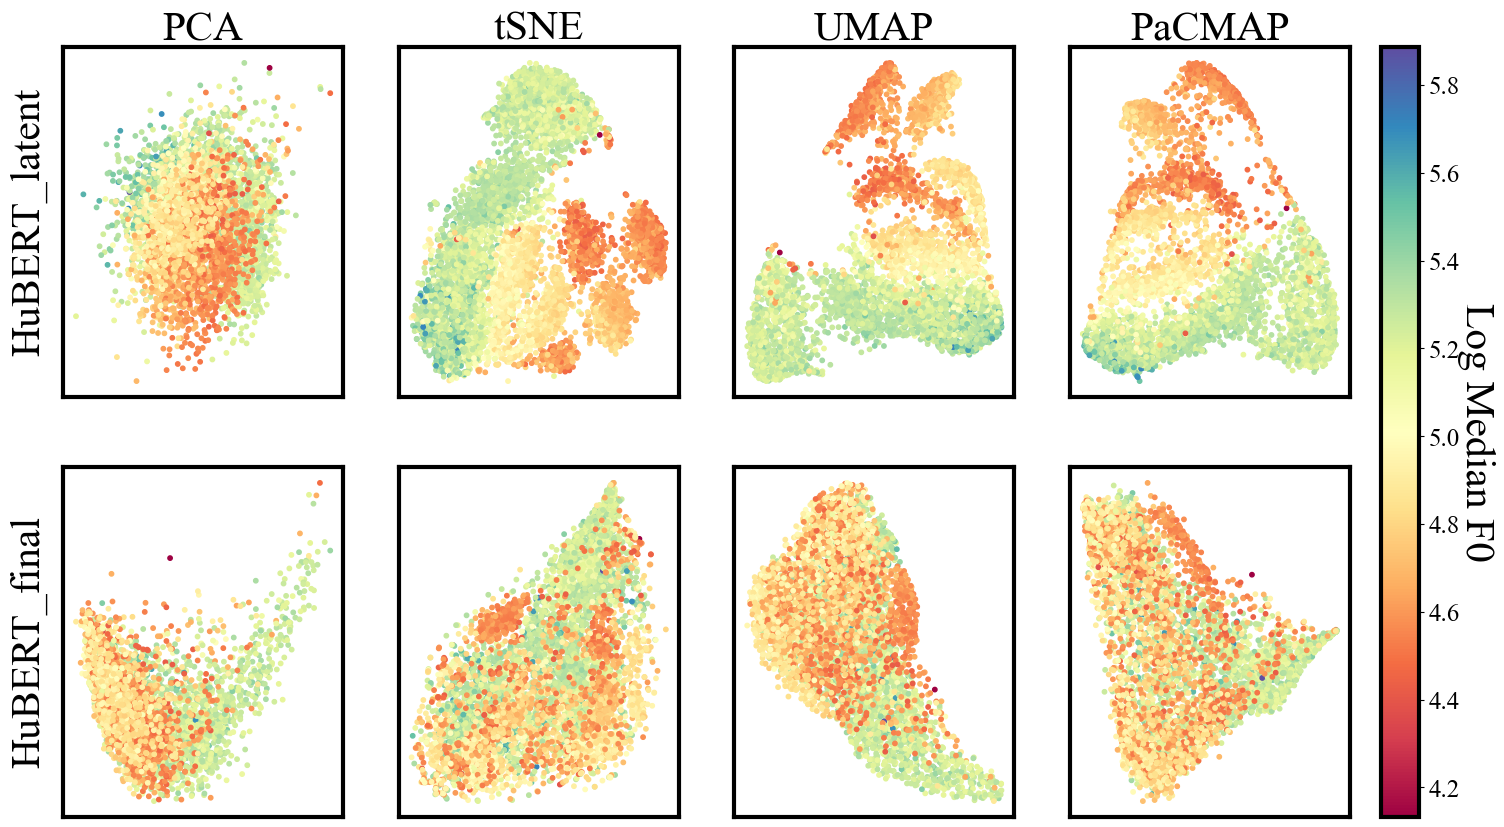 PCA
tSNE
UMAP
PaCMAP
HuBERT_latent
HuBERT_final
5.8
5.6
5.4
5.2
5.0
4.8
4.6
4.4
4.2
Log Median F0